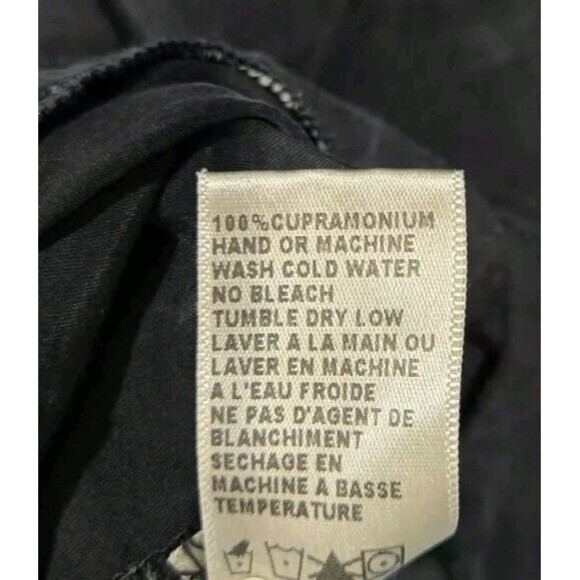 100%CUPRAMONIUM
HAND OR MACHINE
WASH COLD WATER
NO BLEACH
TUMBLE DRY LOW
LAVER A LA MAIN OU
LAVER EN MACHINE
A L'EAU FROIDE
NE PAS D'AGENT DE
BLANCHIMENT
SECHAGE EN
MACHINE A BASSE
TEMPERATURE